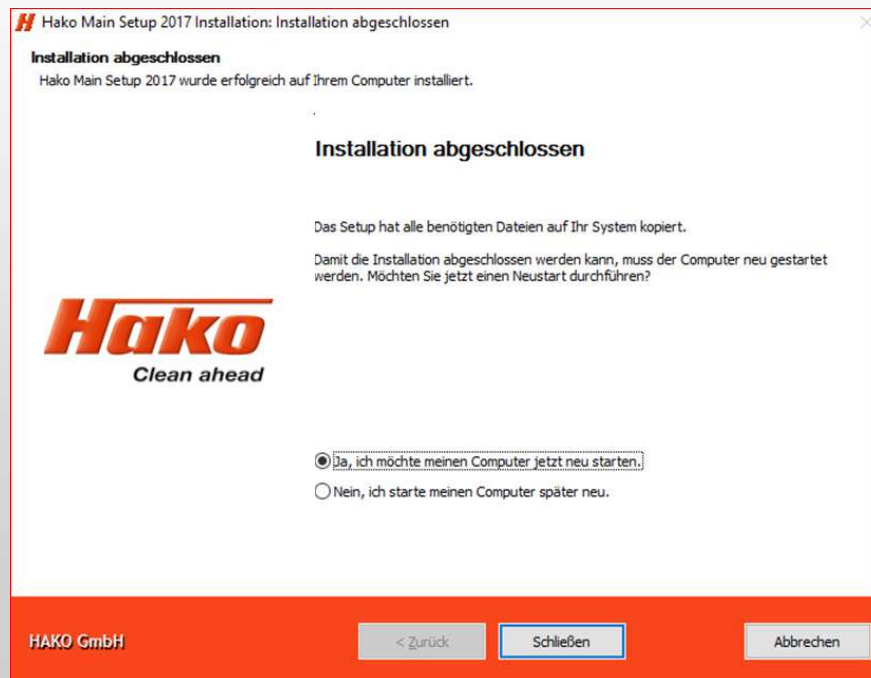 Hako Main Setup 2017 Installation: Installation abgeschlossen
Installation abgeschlossen
Hako Main Setup 2017 wurde erfolgreich auf Ihrem Computer installiert.
Installation abgeschlossen
Das Setup hat alle benötigten Dateien auf Ihr System kopiert.
Damit die Installation abgeschlossen werden kann, muss der Computer neu gestartet
werden. Möchten Sie jetzt einen Neustart durchführen?
Hako
Clean ahead
Ja, ich möchte meinen Computer jetzt neu starten.
Nein, ich starte meinen Computer später neu.
HAKO GmbH
< Zurück
Schließen
Abbrechen